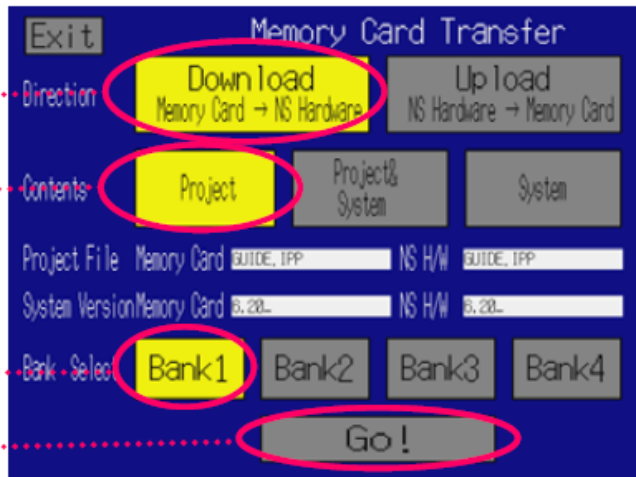 Exit Memory Card Transfer
Direction
Download
Memory Card → NS Hardware
Upload
NS Hardware → Memory Card
Contents
Project
Project&
System
System
Project File Memory Card GUIDE.IPP NS H/W GUIDE.IPP
System Version Memory Card 6.20_ NS H/W 6.20_
Bank Select Bank1 Bank2 Bank3 Bank4
Go!